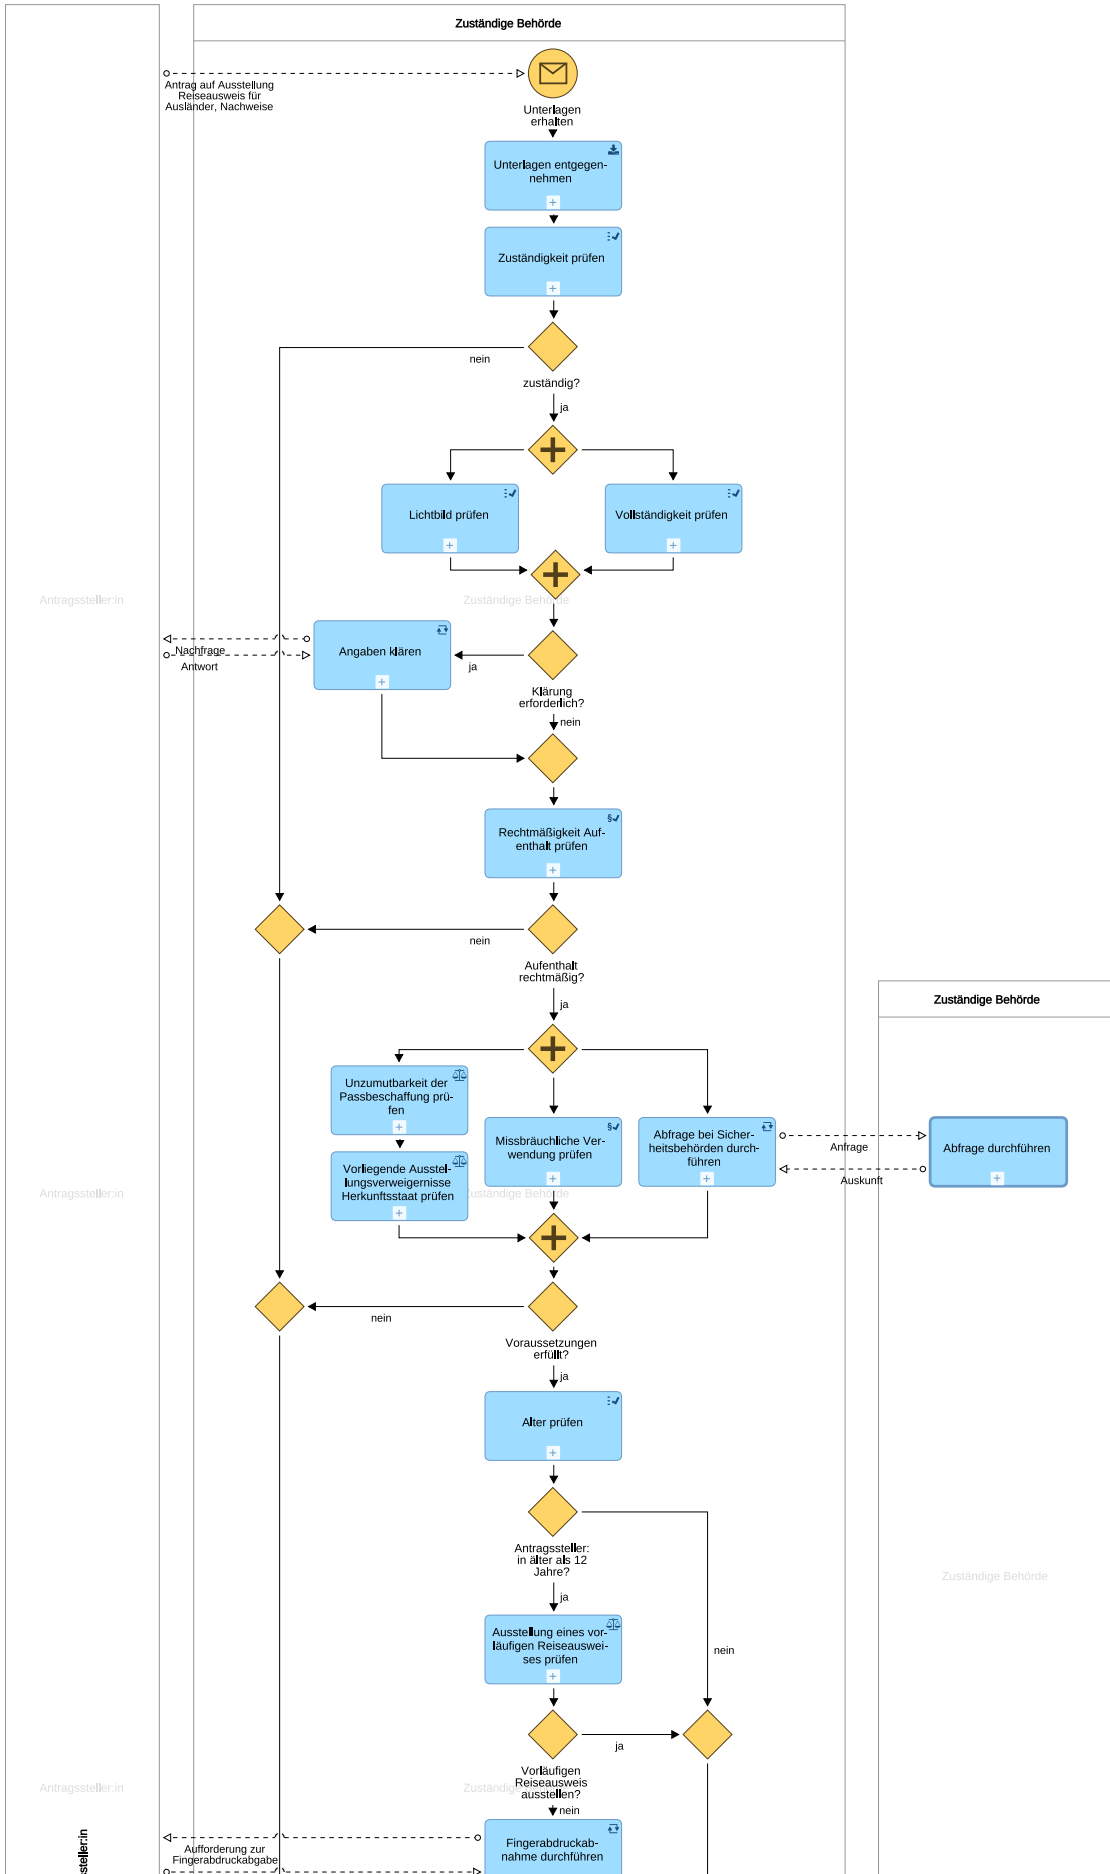 Zuständige Behörde
Antrag auf Ausstellung
Reiseausweis für
Ausländer, Nachweise
Unterlagen
erhalten
Unterlagen entgegen-
nehmen
Zuständigkeit prüfen
nein
zuständig?
ja
Lichtbild prüfen
Vollständigkeit prüfen
Antragssteller:in
Zuständige Behörde
Nachfrage
Antwort
Angaben klären
ja
Klärung
erforderlich?
nein
Rechtmäßigkeit Auf-
enthalt prüfen
nein
Aufenthalt
rechtmäßig?
ja
Zuständige Behörde
Unzumutbarkeit der
Passbeschaffung prü-
fen
Missbräuchliche Ver-
wendung prüfen
Abfrage bei Sicher-
heitsbehörden durch-
führen
Anfrage
Auskunft
Abfrage durchführen
Vorliegende Ausstel-
lungsverweigernisse
Herkunftsstaat prüfen
Antragssteller:in
Zuständige Behörde
nein
Voraussetzungen
erfüllt?
ja
Alter prüfen
Antragssteller:
in älter als 12
Jahre?
ja
Zuständige Behörde
Ausstellung eines vor-
läufigen Reiseauswei-
ses prüfen
nein
ja
Vorläufigen
Reiseausweis
ausstellen?
nein
Antragssteller:in
Zuständige Behörde
Fingerabdruckab-
nahme durchführen
Aufforderung zur
Fingerabdruckabgabe
steller:in